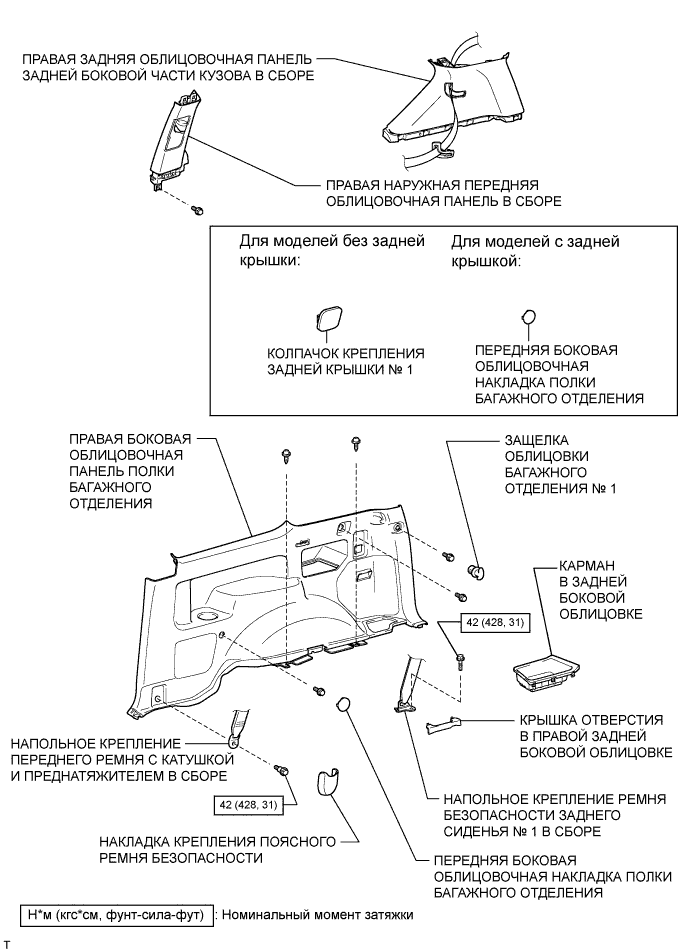 ПРАВАЯ ЗАДНЯЯ ОБЛИЦОВОЧНАЯ ПАНЕЛЬ
ЗАДНЕЙ БОКОВОЙ ЧАСТИ КУЗОВА В СБОРЕ
ПРАВАЯ НАРУЖНАЯ ПЕРЕДНЯЯ
ОБЛИЦОВОЧНАЯ ПАНЕЛЬ В СБОРЕ
Для моделей без задней
крышки:
Для моделей с задней
крышкой:
КОЛПАЧОК КРЕПЛЕНИЯ
ЗАДНЕЙ КРЫШКИ № 1
ПЕРЕДНЯЯ БОКОВАЯ
ОБЛИЦОВОЧНАЯ
НАКЛАДКА ПОЛКИ
БАГАЖНОГО ОТДЕЛЕНИЯ
ПРАВАЯ БОКОВАЯ
ОБЛИЦОВОЧНАЯ
ПАНЕЛЬ ПОЛКИ
БАГАЖНОГО
ОТДЕЛЕНИЯ
ЗАЩЕЛКА
ОБЛИЦОВКИ
БАГАЖНОГО
ОТДЕЛЕНИЯ № 1
КАРМАН
В ЗАДНЕЙ
БОКОВОЙ
ОБЛИЦОВКЕ
42 (428, 31)
КРЫШКА ОТВЕРСТИЯ
В ПРАВОЙ ЗАДНЕЙ
БОКОВОЙ ОБЛИЦОВКЕ
НАПОЛЬНОЕ КРЕПЛЕНИЕ
ПЕРЕДНЕГО РЕМНЯ С КАТУШКОЙ
И ПРЕДНАТЯЖИТЕЛЕМ В СБОРЕ
42 (428, 31)
НАПОЛЬНОЕ КРЕПЛЕНИЕ РЕМНЯ
БЕЗОПАСНОСТИ ЗАДНЕГО
СИДЕНЬЯ № 1 В СБОРЕ
НАКЛАДКА КРЕПЛЕНИЯ ПОЯСНОГО
РЕМНЯ БЕЗОПАСНОСТИ
ПЕРЕДНЯЯ БОКОВАЯ
ОБЛИЦОВОЧНАЯ НАКЛАДКА ПОЛКИ
БАГАЖНОГО ОТДЕЛЕНИЯ
Н*м (кгс*см, фунт-сила-фут) : Номинальный момент затяжки
T